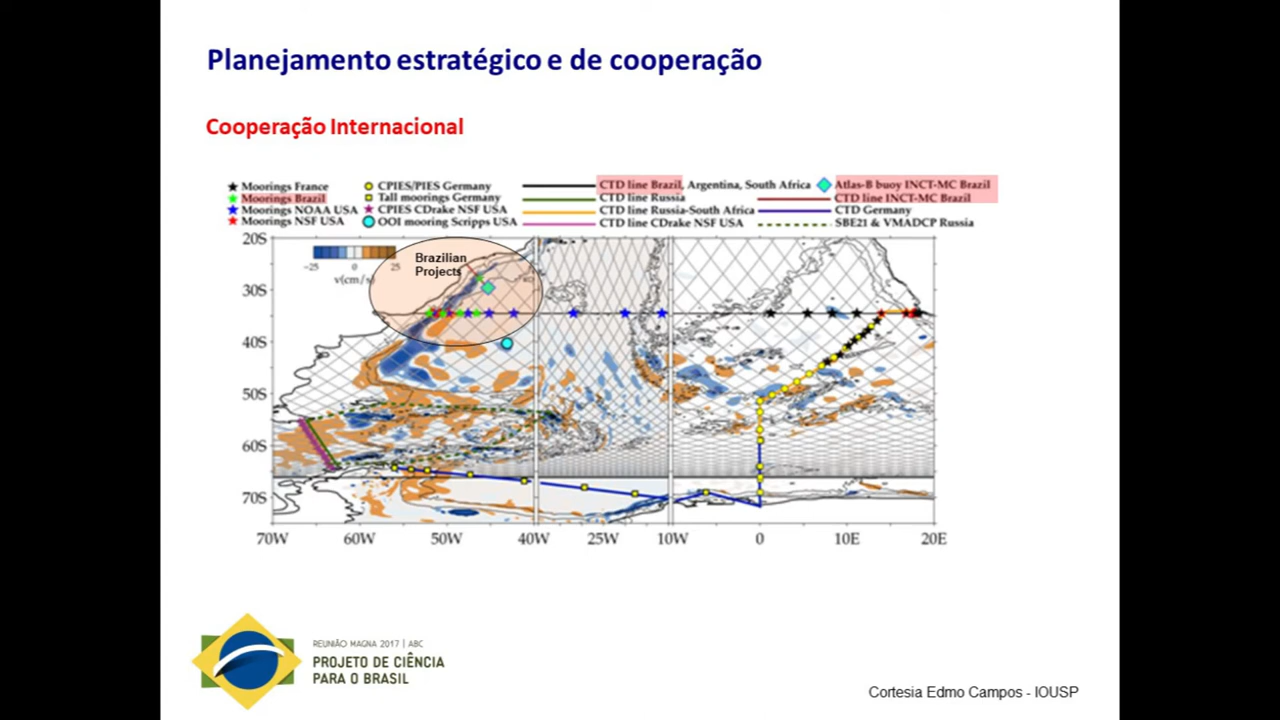 Planejamento estratégico e de cooperação
Cooperação Internacional
Moorings France
Moorings Brazil
Moorings NOAA USA
Moorings NSF USA
CPIES/PIES Germany
Tall moorings Germany
CPIES CDrake NSF USA
OOI mooring Scripps USA
CTD line Brazil, Argentina, South Africa
CTD line Russia
CTD line Russia-South Africa
CTD line CDrake NSF USA
Atlas-B buoy INCT-MC Brazil
CTD line INCT-MC Brazil
CTD Germany
SBE21 & VMADCP Russia
20S
30S
40S
50S
60S
70S
-25 0 25
v(cm/s)
Brazilian
Projects
70W 60W 50W 40W 25W 10W 0 10E 20E
REUNIÃO MAGNA 2017 | ABC
PROJETO DE CIÊNCIA
PARA O BRASIL
Cortesia Edmo Campos - IOUSP